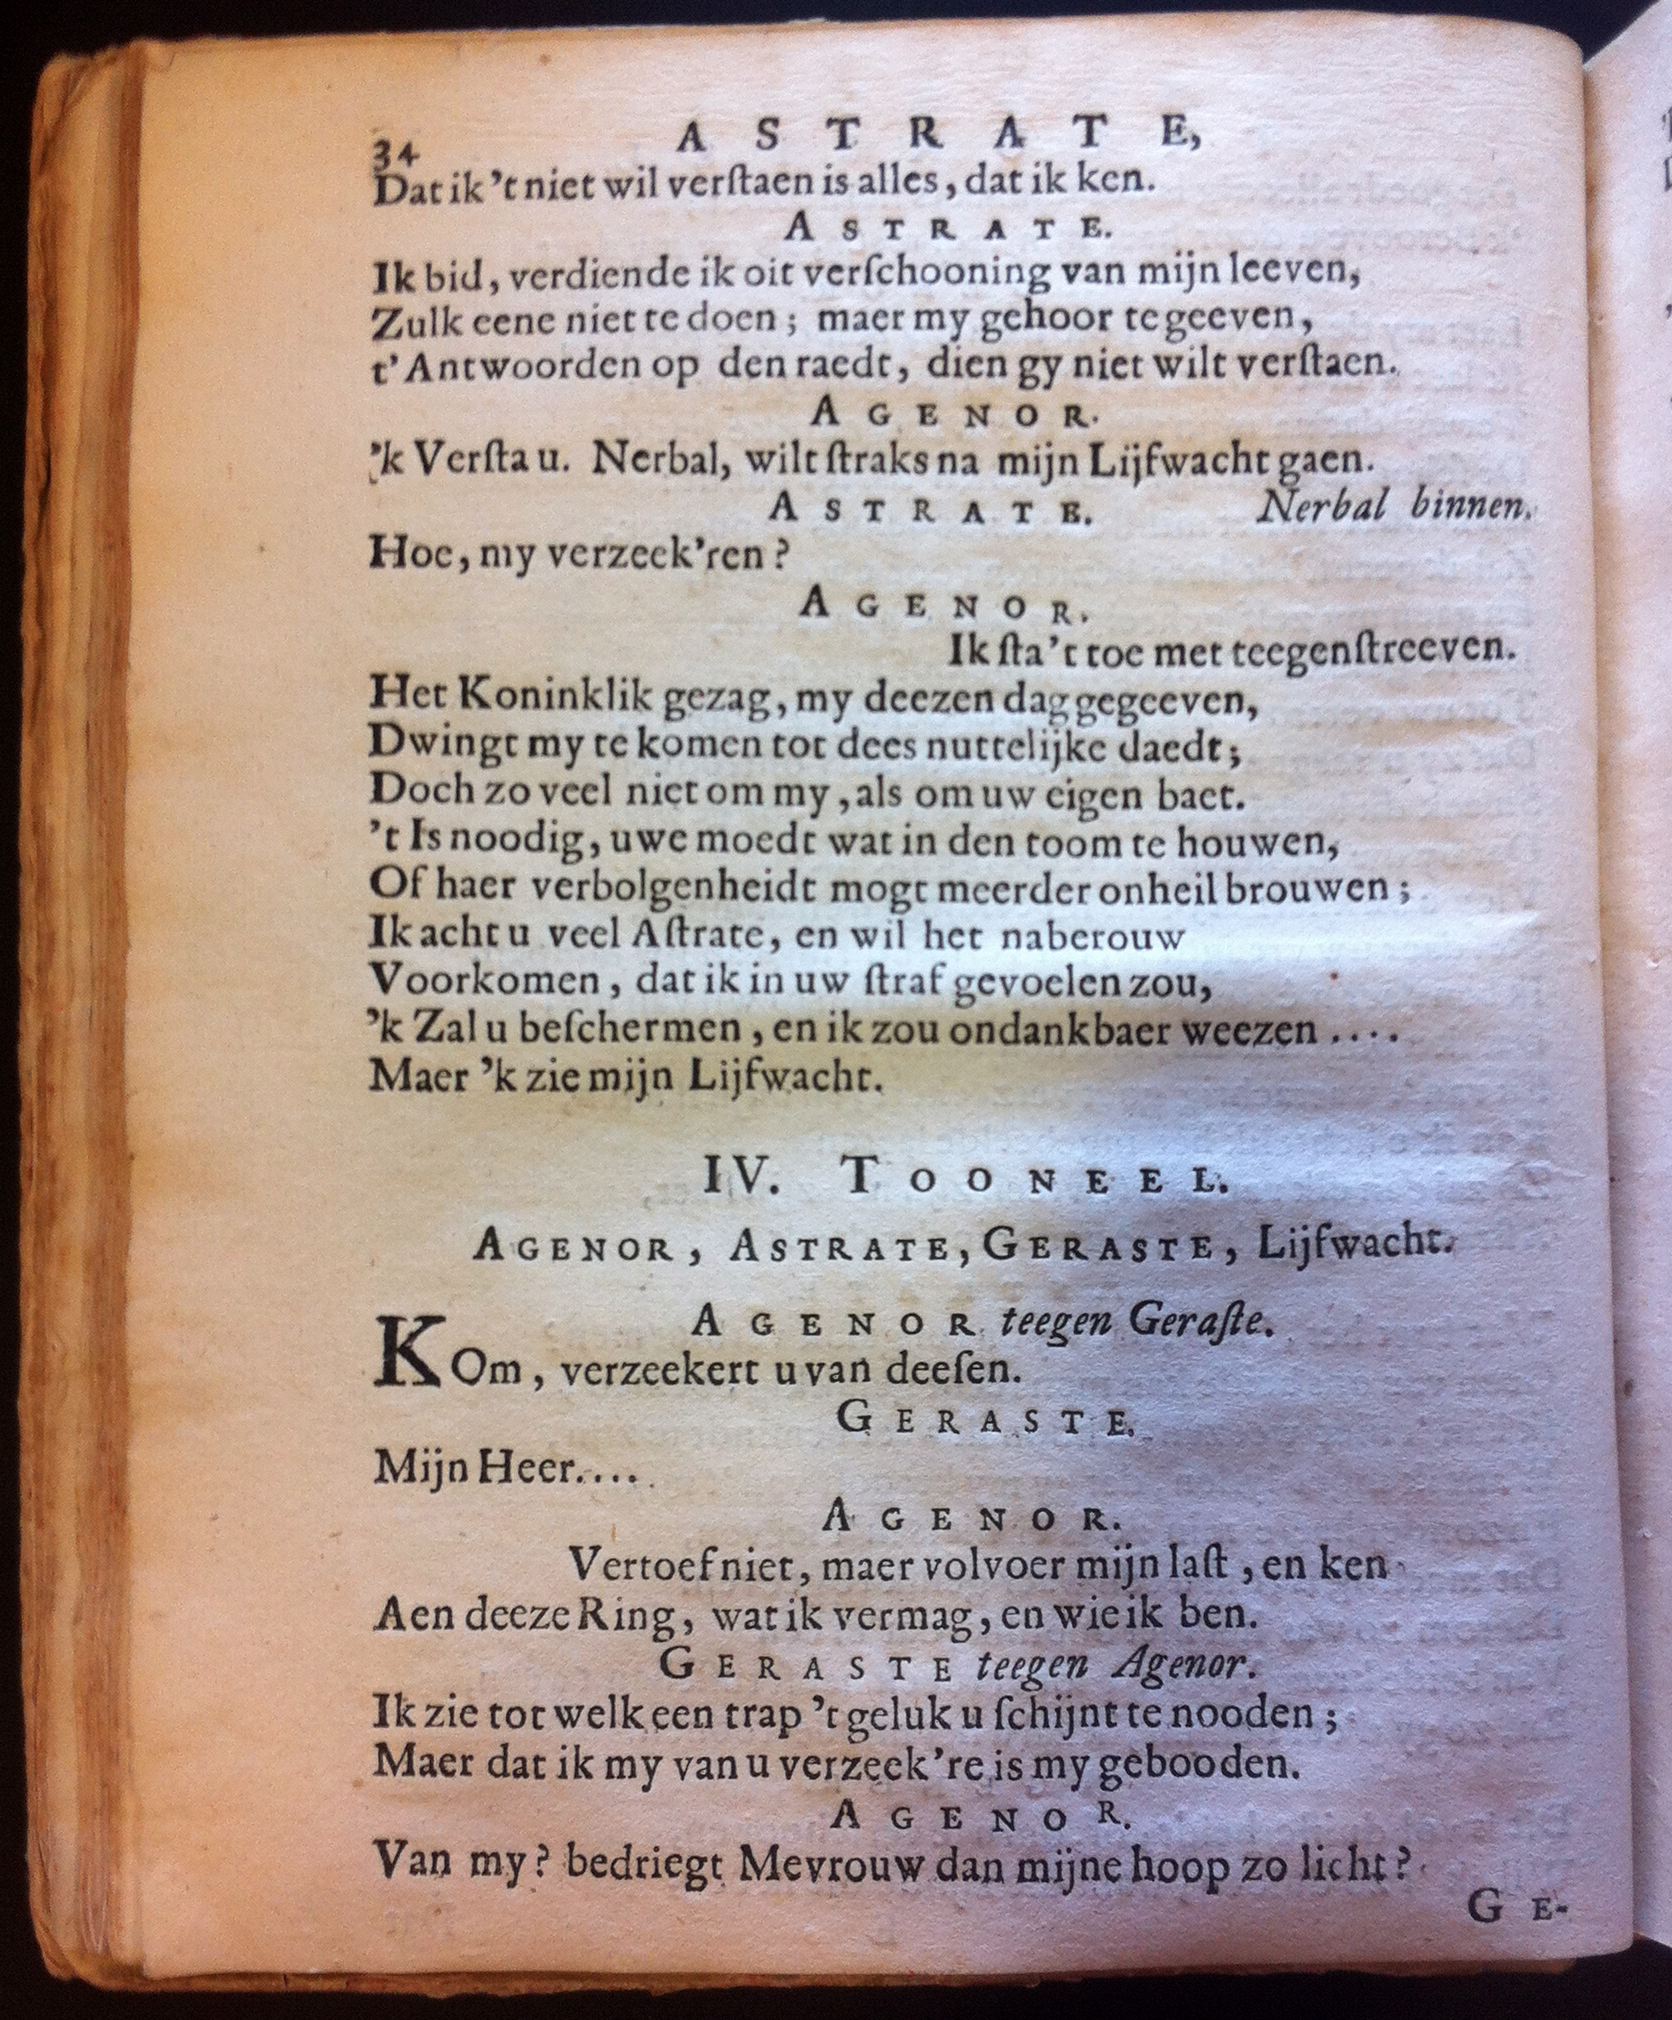 34 ASTRATE,
Dat ik 't niet wil verſtaen is alles, dat ik ken.
ASTRATE.
Ik bid, verdiende ik oit verſchooning van mijn leeven,
Zulk eene niet te doen; maer my gehoor te geeven,
t'Antwoorden op den raedt, dien gy niet wilt verſtaen.
AGENOR.
'k Verſta u. Nerbal, wilt ſtraks na mijn Lijfwacht gaen.
ASTRATE. Nerbal binnen.
Hoe, my verzeek'ren?
AGENOR.
Ik ſta 't toe met teegenſtreeven.
Het Koninklik gezag, my deezen dag gegeeven,
Dwingt my te komen tot dees nuttelijke daedt;
Doch zo veel niet om my, als om uw eigen baet.
't Is noodig, uwe moedt wat in den toom te houwen,
Of haer verbolgenheidt mogt meerder onheil brouwen;
Ik acht u veel Aſtrate, en wil het naberouw
Voorkomen, dat ik in uw ſtraf gevoelen zou,
'k Zal u beſchermen, en ik zou ondankbaer weezen ....
Maer 'k zie mijn Lijfwacht.
IV. TOONEEL.
AGENOR, ASTRATE, GERASTE, Lijfwacht.
AGENOR teegen Geraſte.
KOm, verzeekert u van deeſen.
GERASTE.
Mijn Heer....
AGENOR.
Vertoef niet, maer volvoer mijn laſt, en ken
Aen deeze Ring, wat ik vermag, en wie ik ben.
GERASTE teegen Agenor.
Ik zie tot welk een trap 't geluk u ſchijnt te nooden;
Maer dat ik my van u verzeek're is my gebooden.
AGENOR.
Van my? bedriegt Mevrouw dan mijne hoop zo licht?
GE-